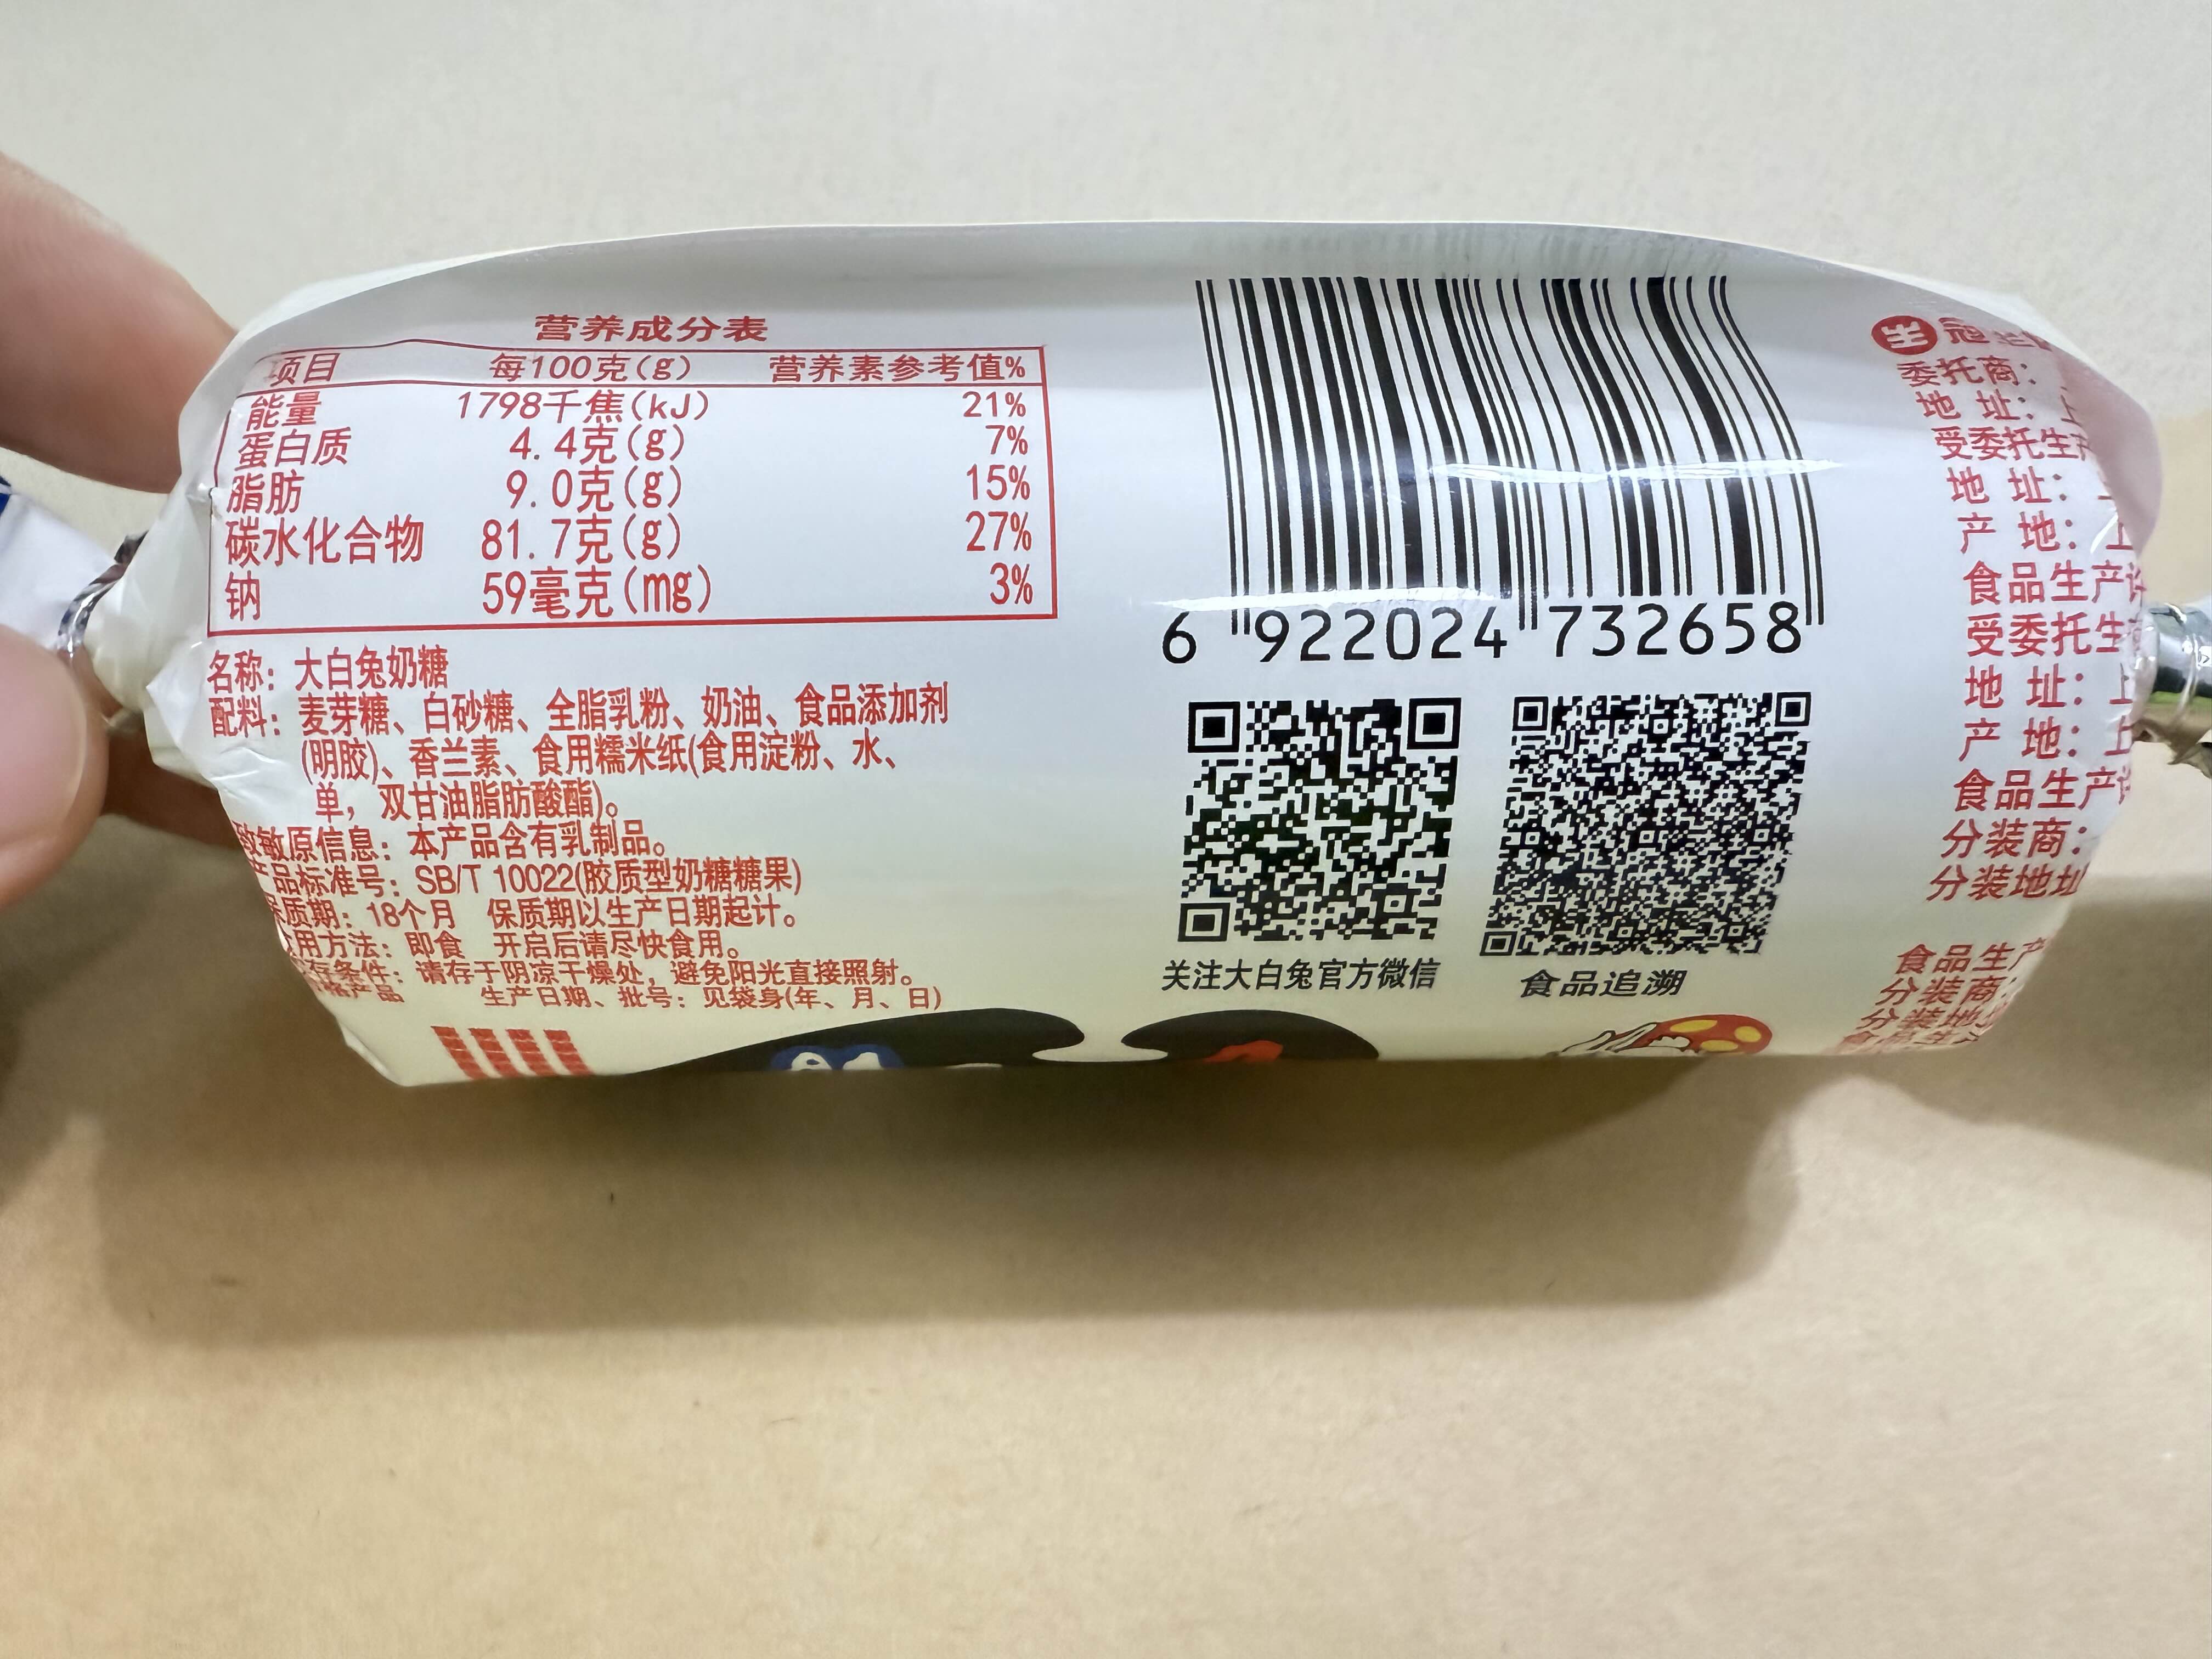 营养成分表
项目 每100克(g) 营养素参考值%
能量 1798千焦(kJ) 21%
蛋白质 4.4克(g) 7%
脂肪 9.0克(g) 15%
碳水化合物 81.7克(g) 27%
钠 59毫克(mg) 3%
名称：大白兔奶糖
配料：麦芽糖、白砂糖、全脂乳粉、奶油、食品添加剂
(明胶)、香兰素、食用糯米纸(食用淀粉、水、
单，双甘油脂肪酸酯)。
致敏原信息：本产品含有乳制品。
产品标准号：SB/T 10022(胶质型奶糖糖果)
保质期：18个月 保质期以生产日期起计。
用方法：即食 开启后请尽快食用。
存条件：请存于阴凉干燥处，避免阳光直接照射。
产品 生产日期、批号：见袋身(年、月、日)
6 922024 732658
关注大白兔官方微信
食品追溯
冠
委托商：
地 址：上
受委托生产
地 址：
产 地：上
食品生产许
受委托生
地 址：上
产 地：上
食品生产许
分装商：
分装地址
食品生产
分装商：
分装地